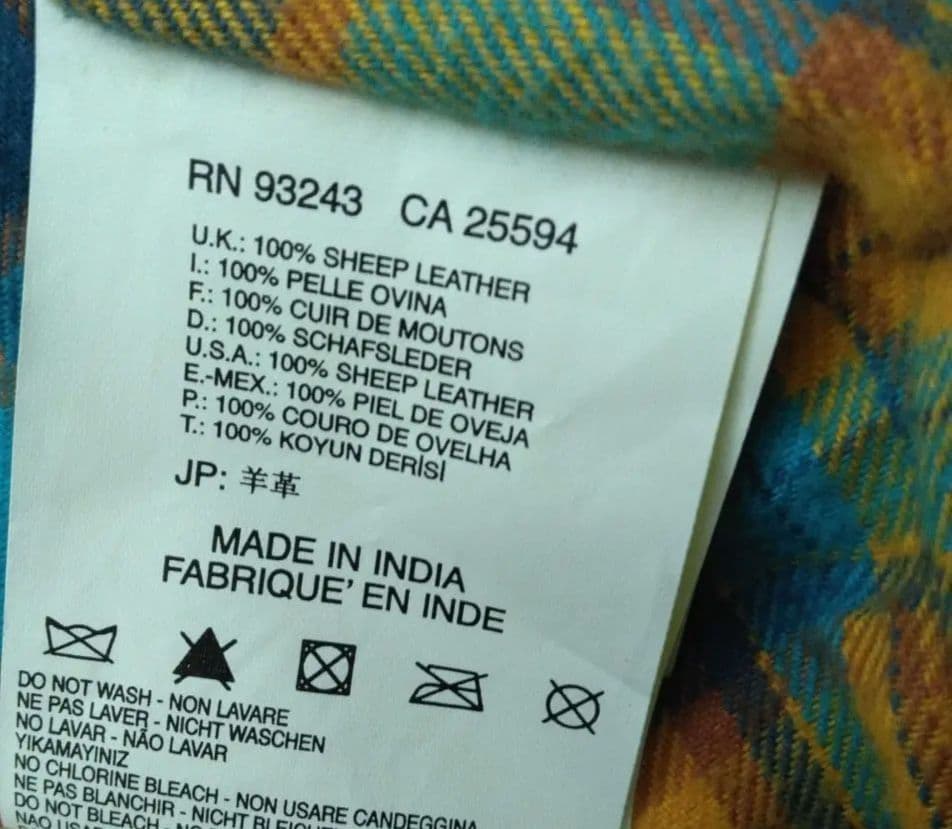 RN 93243 CA 25594
U.K.: 100% SHEEP LEATHER
I.: 100% PELLE OVINA
F.: 100% CUIR DE MOUTONS
D.: 100% SCHAFSLEDER
U.S.A.: 100% SHEEP LEATHER
E.-MEX.: 100% PIEL DE OVEJA
P.: 100% COURO DE OVELHA
T.: 100% KOYUN DERİSİ
JP: 羊革
MADE IN INDIA
FABRIQUE' EN INDE
DO NOT WASH - NON LAVARE
NE PAS LAVER - NICHT WASCHEN
NO LAVAR - NÃO LAVAR
YIKAMAYINIZ
NO CHLORINE BLEACH - NON USARE CANDEGGINA
NE PAS BLANCHIR - NICHT
DO NOT BLEACH